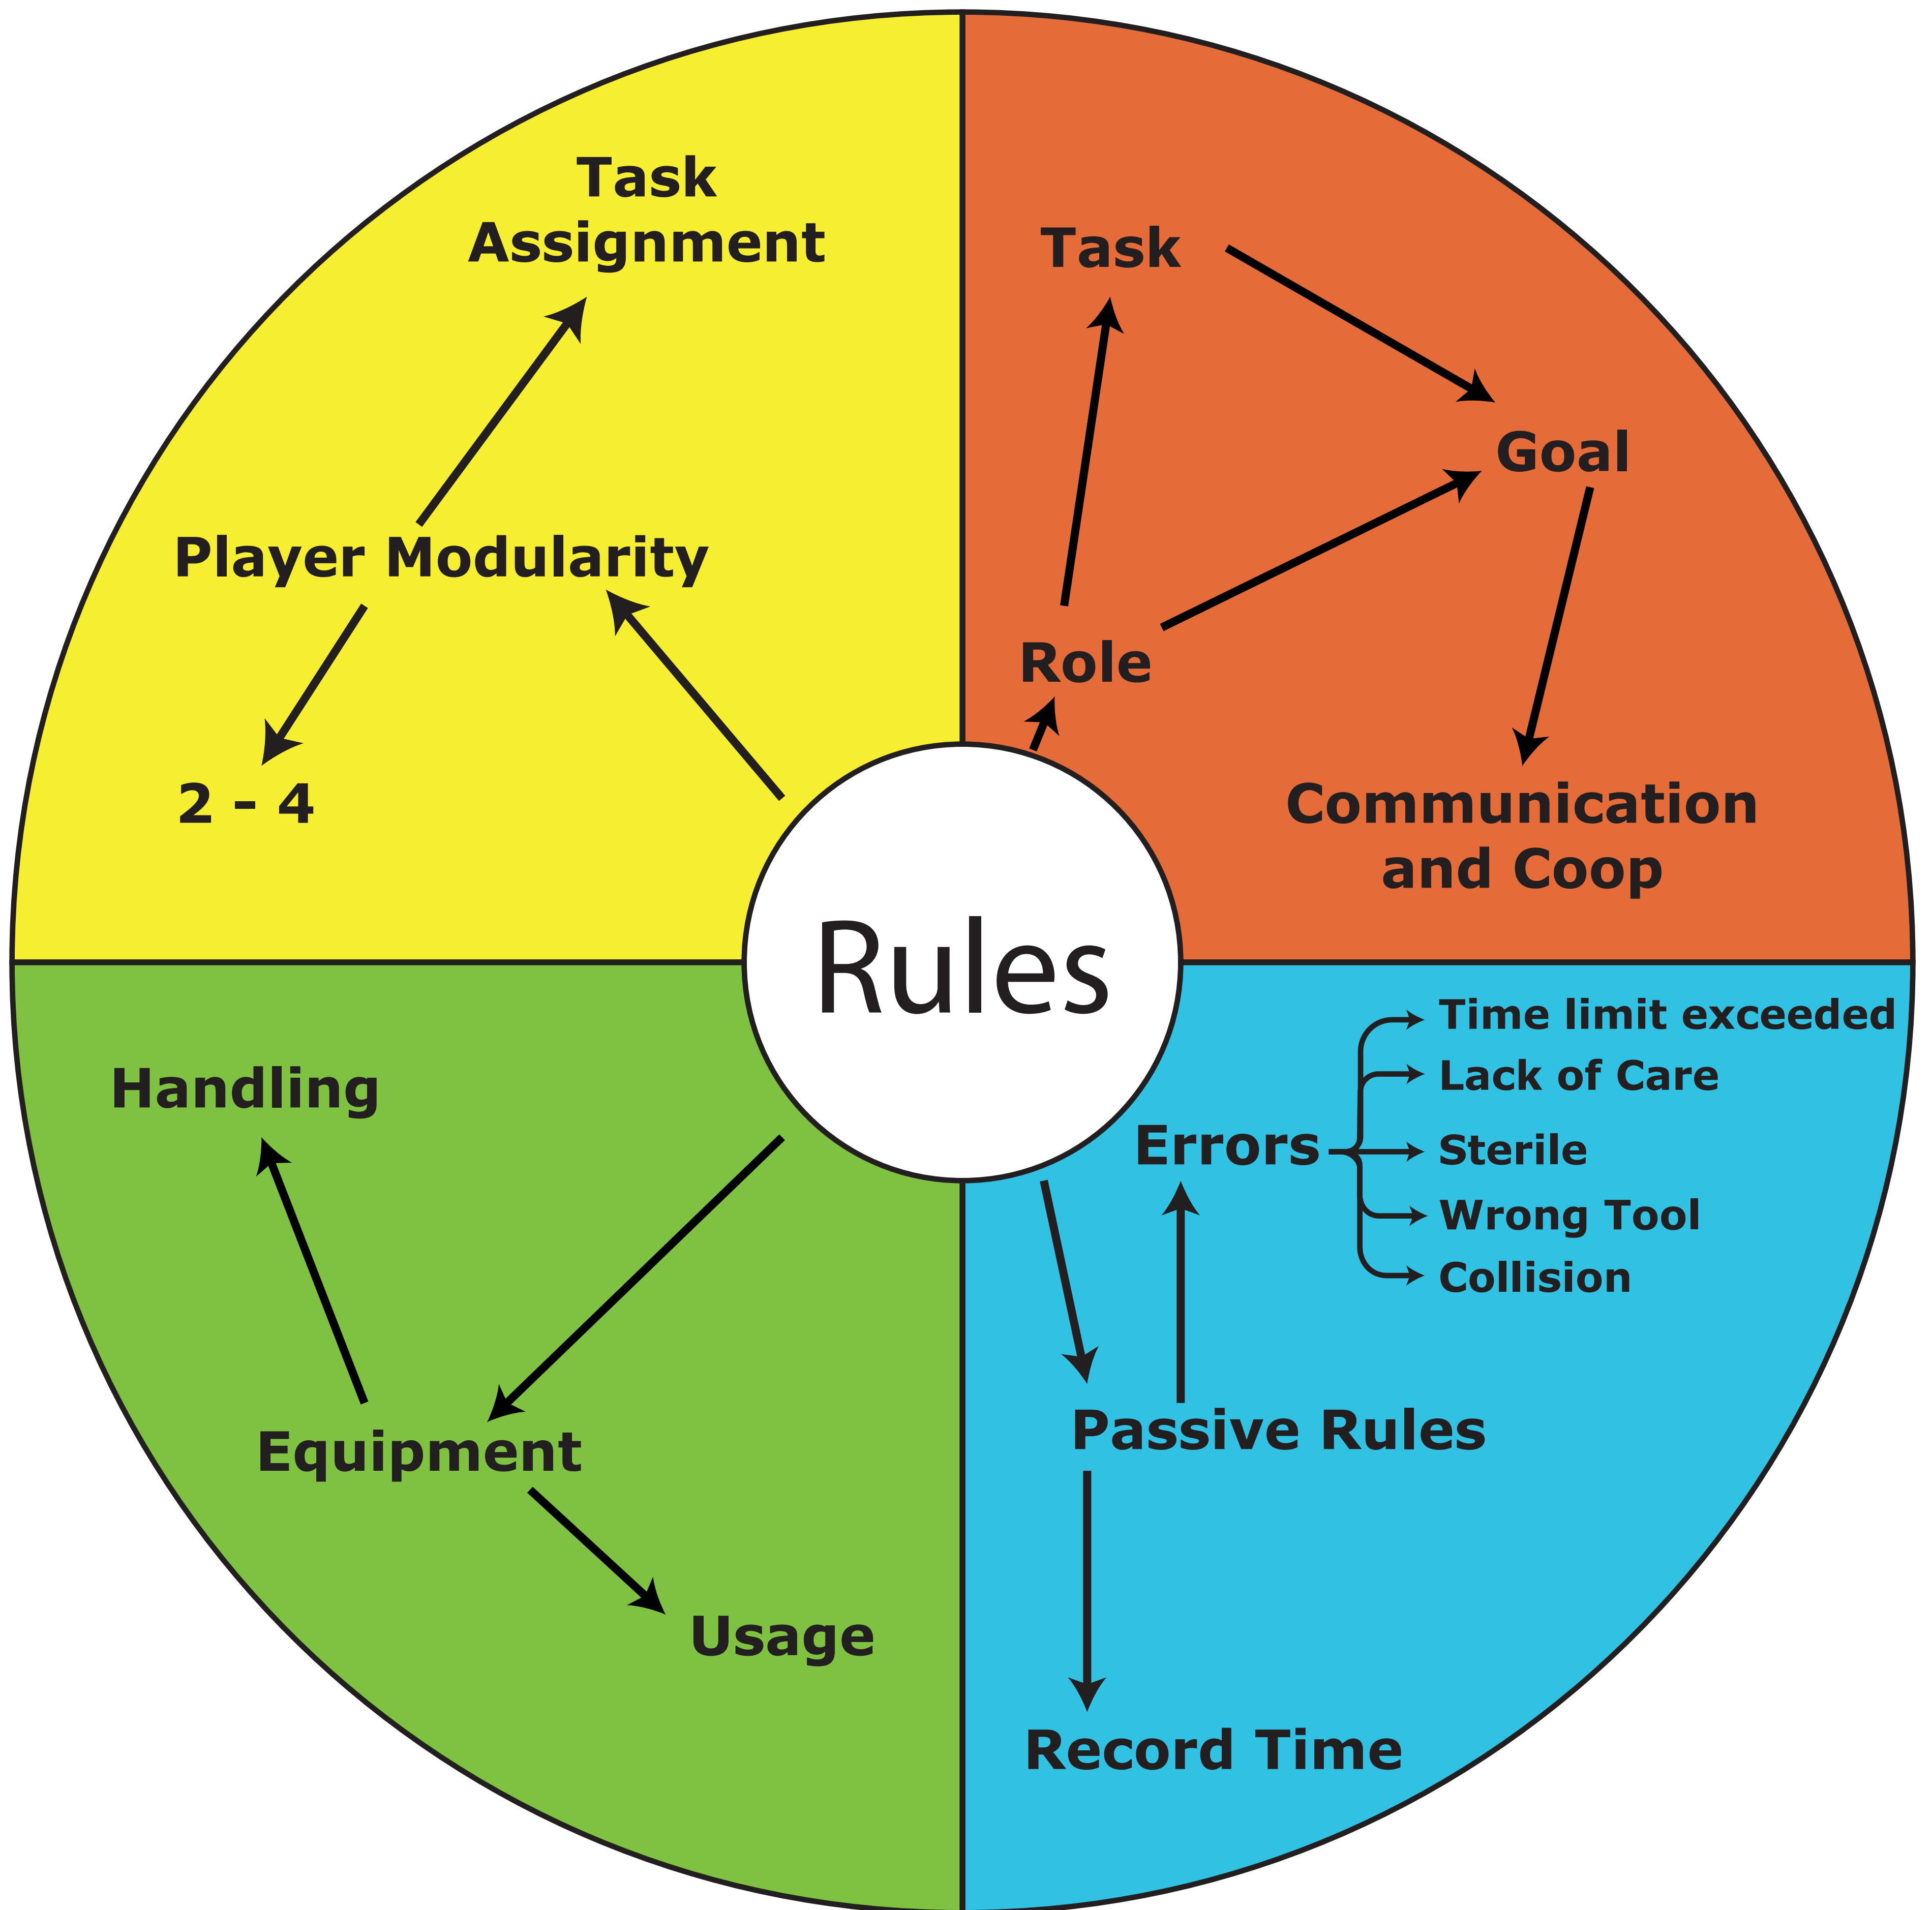 Task
Assignment
Player Modularity
2 - 4
Task
Goal
Role
Communication
and Coop
Rules
Handling
Equipment
Usage
Time limit exceeded
Lack of Care
Errors
Sterile
Wrong Tool
Collision
Passive Rules
Record Time